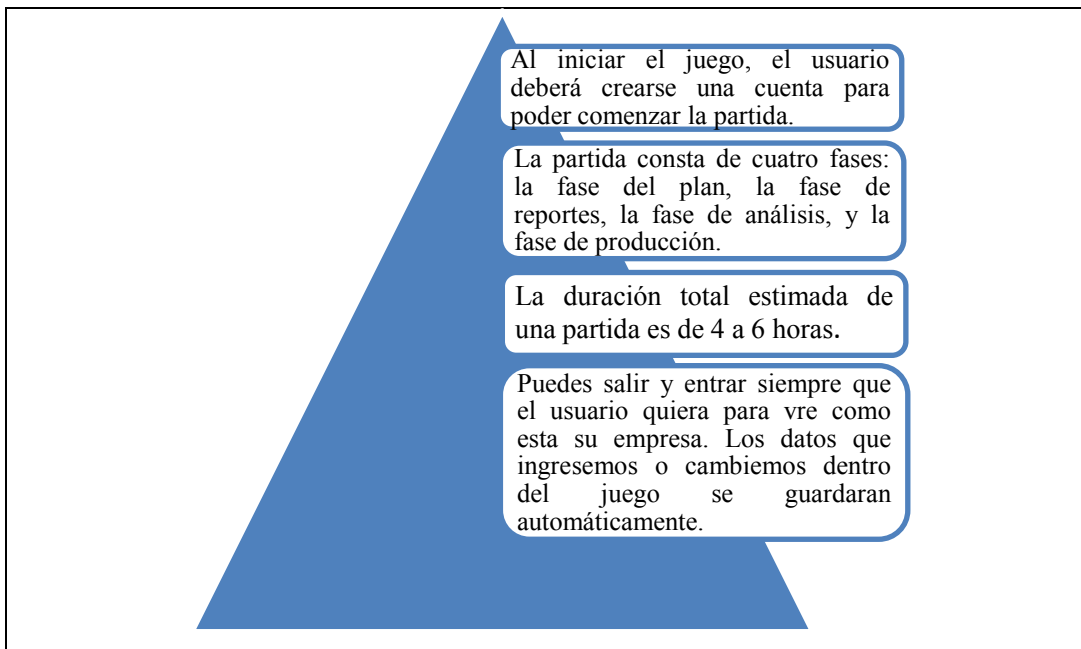 Al iniciar el juego, el usuario
deberá crearse una cuenta para
poder comenzar la partida.
La partida consta de cuatro fases:
la fase del plan, la fase de
reportes, la fase de análisis, y la
fase de producción.
La duración total estimada de
una partida es de 4 a 6 horas.
Puedes salir y entrar siempre que
el usuario quiera para vre como
esta su empresa. Los datos que
ingresemos o cambiemos dentro
del juego se guardaran
automáticamente.